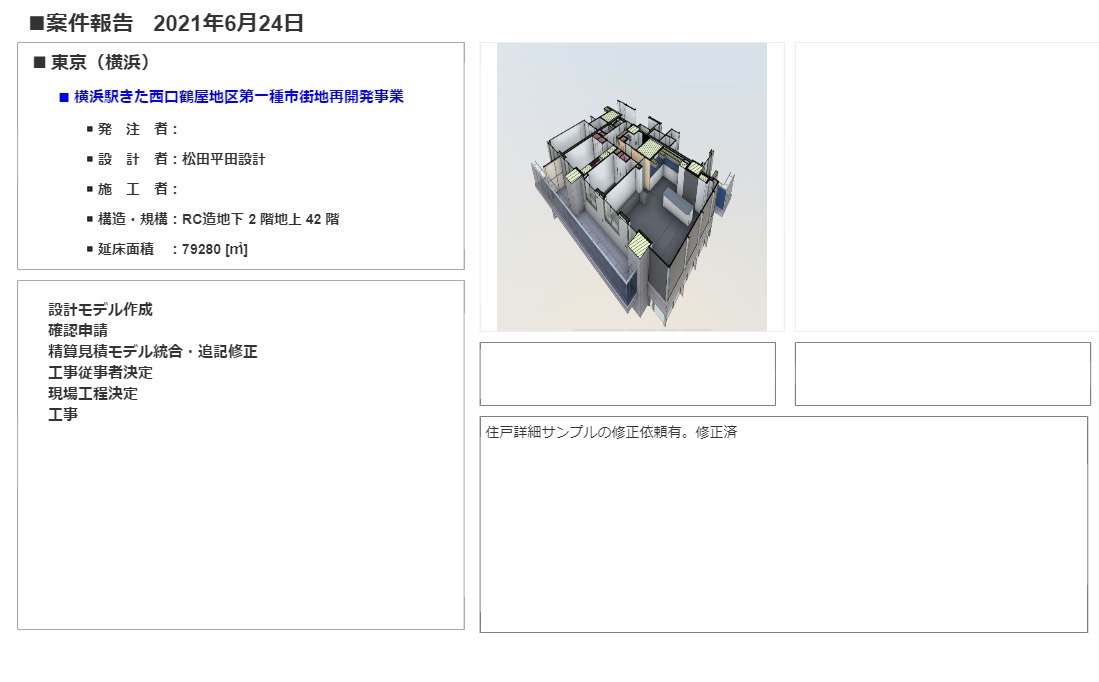 ■案件報告 2021年6月24日
■ 東京（横浜）
■ 横浜駅きた西口鶴屋地区第一種市街地再開発事業
▪ 発 注 者：
▪ 設 計 者：松田平田設計
▪ 施 工 者：
▪ 構造・規構：RC造地下 2 階地上 42 階
▪ 延床面積 ：79280 [㎡]
設計モデル作成
確認申請
精算見積モデル統合・追記修正
工事従事者決定
現場工程決定
工事
住戸詳細サンプルの修正依頼有。修正済